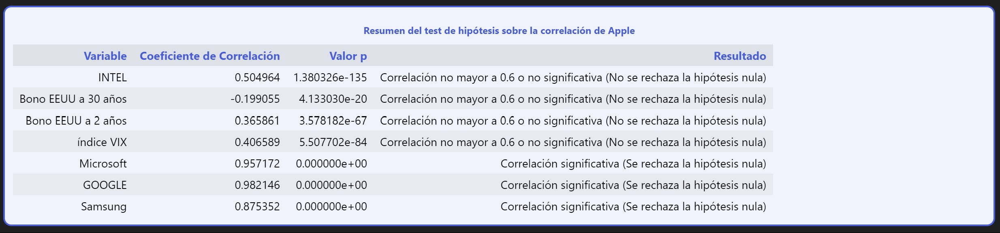 Resumen del test de hipótesis sobre la correlación de Apple
Variable Coeficiente de Correlación Valor p Resultado
INTEL 0.504964 1.380326e-135 Correlación no mayor a 0.6 o no significativa (No se rechaza la hipótesis nula)
Bono EEUU a 30 años -0.199055 4.133030e-20 Correlación no mayor a 0.6 o no significativa (No se rechaza la hipótesis nula)
Bono EEUU a 2 años 0.365861 3.578182e-67 Correlación no mayor a 0.6 o no significativa (No se rechaza la hipótesis nula)
índice VIX 0.406589 5.507702e-84 Correlación no mayor a 0.6 o no significativa (No se rechaza la hipótesis nula)
Microsoft 0.957172 0.000000e+00 Correlación significativa (Se rechaza la hipótesis nula)
GOOGLE 0.982146 0.000000e+00 Correlación significativa (Se rechaza la hipótesis nula)
Samsung 0.875352 0.000000e+00 Correlación significativa (Se rechaza la hipótesis nula)